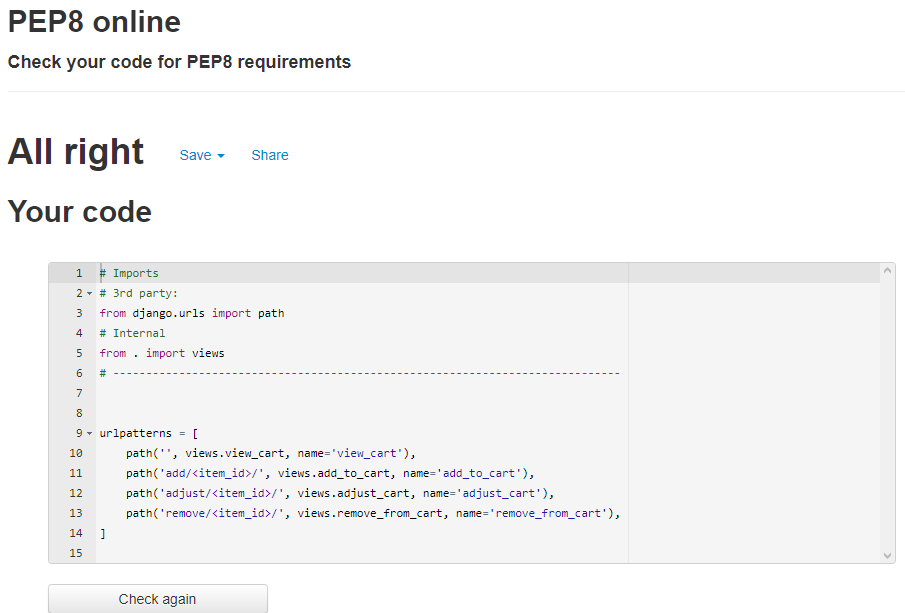 PEP8 online
Check your code for PEP8 requirements
All right Save Share
Your code
1 # Imports
2 # 3rd party:
3 from django.urls import path
4 # Internal
5 from . import views
6 # -----------------------------------------------------------------------------
7
8
9 urlpatterns = [
10 path('', views.view_cart, name='view_cart'),
11 path('add/<item_id>/', views.add_to_cart, name='add_to_cart'),
12 path('adjust/<item_id>/', views.adjust_cart, name='adjust_cart'),
13 path('remove/<item_id>/', views.remove_from_cart, name='remove_from_cart'),
14 ]
15
Check again